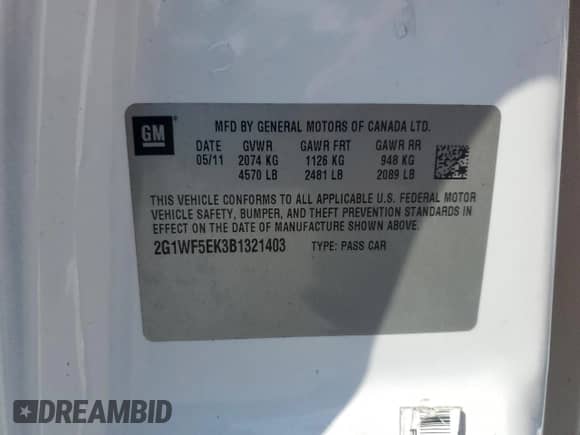 GM
MFD BY GENERAL MOTORS OF CANADA LTD.
DATE GVWR GAWR FRT GAWR RR
05/11 2074 KG 1126 KG 948 KG
4570 LB 2481 LB 2089 LB
THIS VEHICLE CONFORMS TO ALL APPLICABLE U.S. FEDERAL MOTOR
VEHICLE SAFETY, BUMPER, AND THEFT PREVENTION STANDARDS IN
EFFECT ON THE DATE OF MANUFACTURE SHOWN ABOVE.
2G1WF5EK3B1321403 TYPE: PASS CAR
DREAMBID